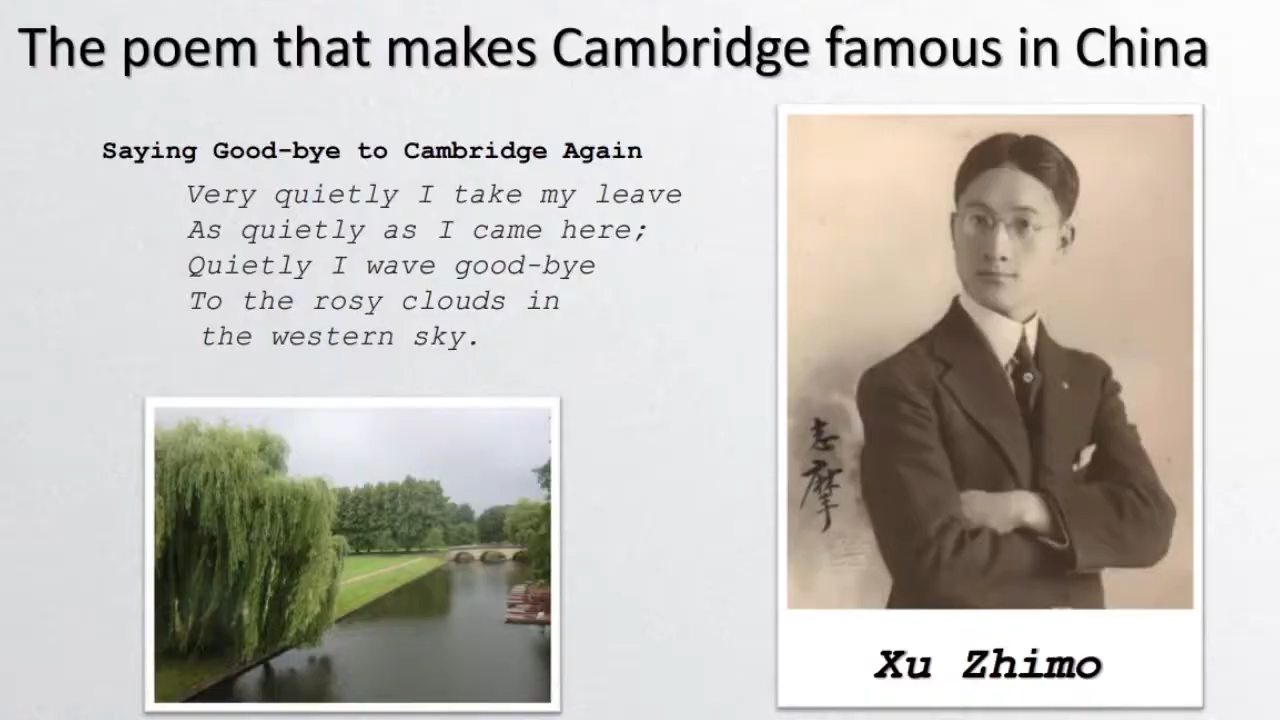 The poem that makes Cambridge famous in China
Saying Good-bye to Cambridge Again
Very quietly I take my leave
As quietly as I came here;
Quietly I wave good-bye
To the rosy clouds in
the western sky.
志摩
Xu Zhimo